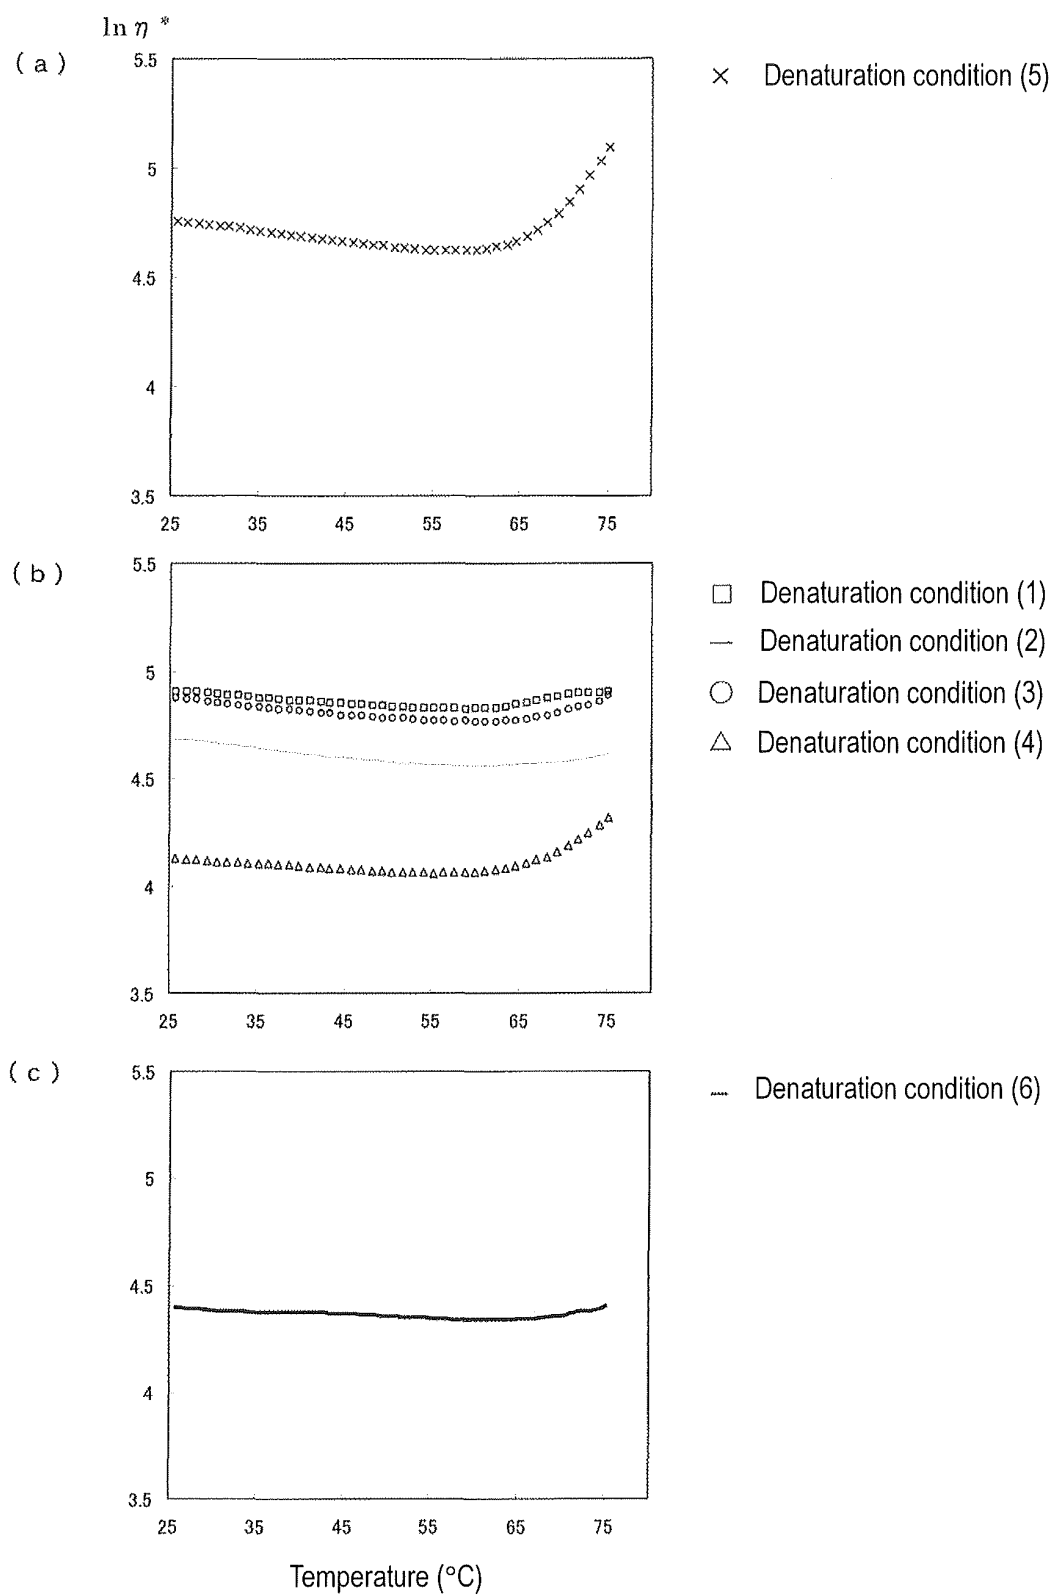 ln η *
( a )
5.5
5
4.5
4
3.5
25 35 45 55 65 75
× Denaturation condition (5)
( b )
5.5
5
4.5
4
3.5
25 35 45 55 65 75
□ Denaturation condition (1)
— Denaturation condition (2)
○ Denaturation condition (3)
△ Denaturation condition (4)
( c )
5.5
5
4.5
4
3.5
25 35 45 55 65 75
Denaturation condition (6)
Temperature (°C)